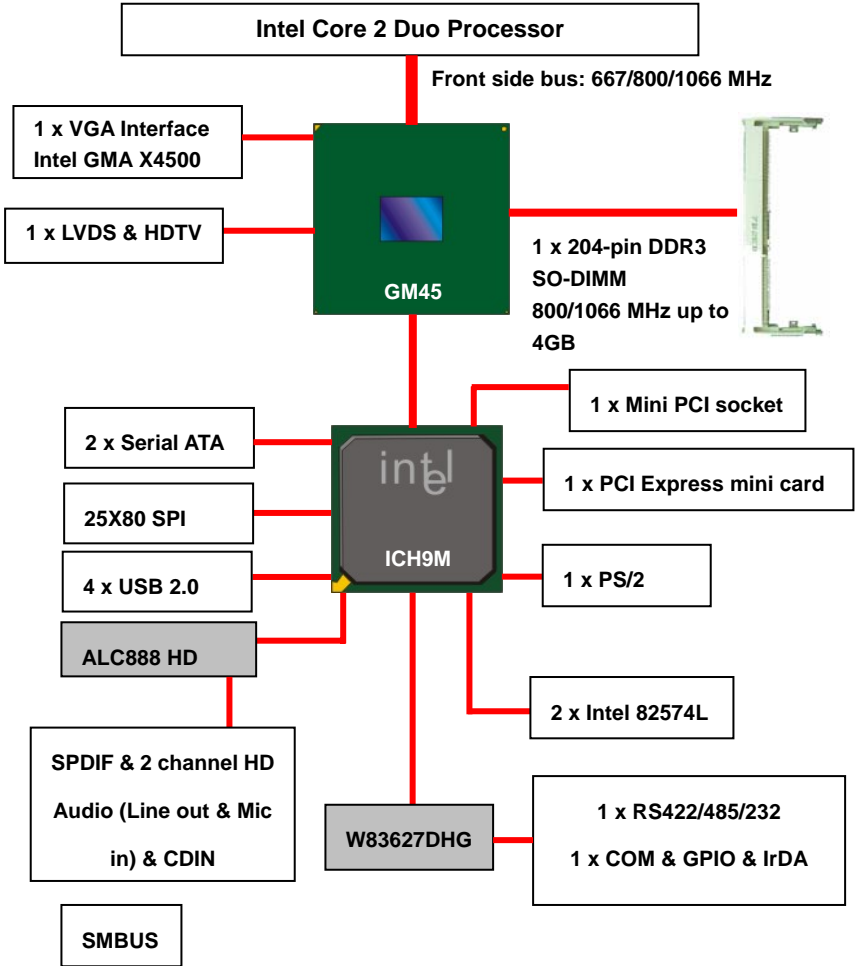 Intel Core 2 Duo Processor
Front side bus: 667/800/1066 MHz
1 x VGA Interface
Intel GMA X4500
1 x LVDS & HDTV
GM45
1 x 204-pin DDR3
SO-DIMM
800/1066 MHz up to
4GB
1 x Mini PCI socket
2 x Serial ATA
intel
1 x PCI Express mini card
25X80 SPI
ICH9M
4 x USB 2.0
1 x PS/2
ALC888 HD
2 x Intel 82574L
SPDIF & 2 channel HD
Audio (Line out & Mic
in) & CDIN
W83627DHG
1 x RS422/485/232
1 x COM & GPIO & IrDA
SMBUS